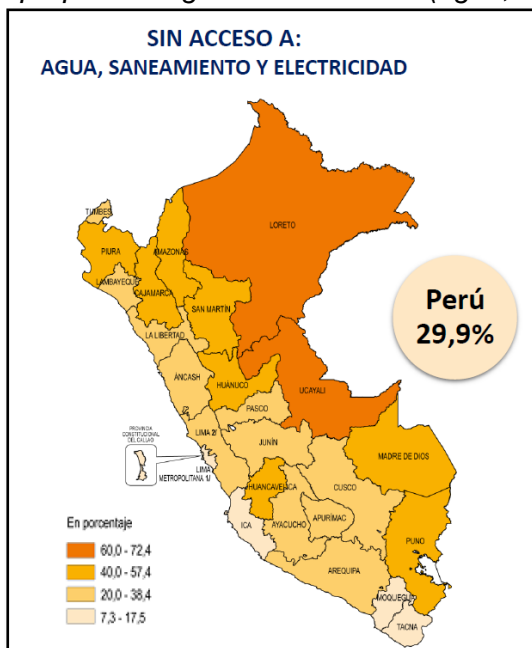 SIN ACCESO A:
AGUA, SANEAMIENTO Y ELECTRICIDAD
LORETO
TUMBES
PIURA
AMAZONAS
LAMBAYEQUE
CAJAMARCA
SAN MARTÍN
Perú
29,9%
LA LIBERTAD
ÁNCASH
HUÁNUCO
UCAYALI
PASCO
PROVINCIA
CONSTITUCIONAL
DEL CALLAO
LIMA 2/
JUNÍN
MADRE DE DIOS
LIMA
METROPOLITANA 1/
HUANCAVELICA
CUSCO
ICA
AYACUCHO
APURÍMAC
PUNO
AREQUIPA
MOQUEGUA
TACNA
En porcentaje
60,0 - 72,4
40,0 - 57,4
20,0 - 38,4
7,3 - 17,5